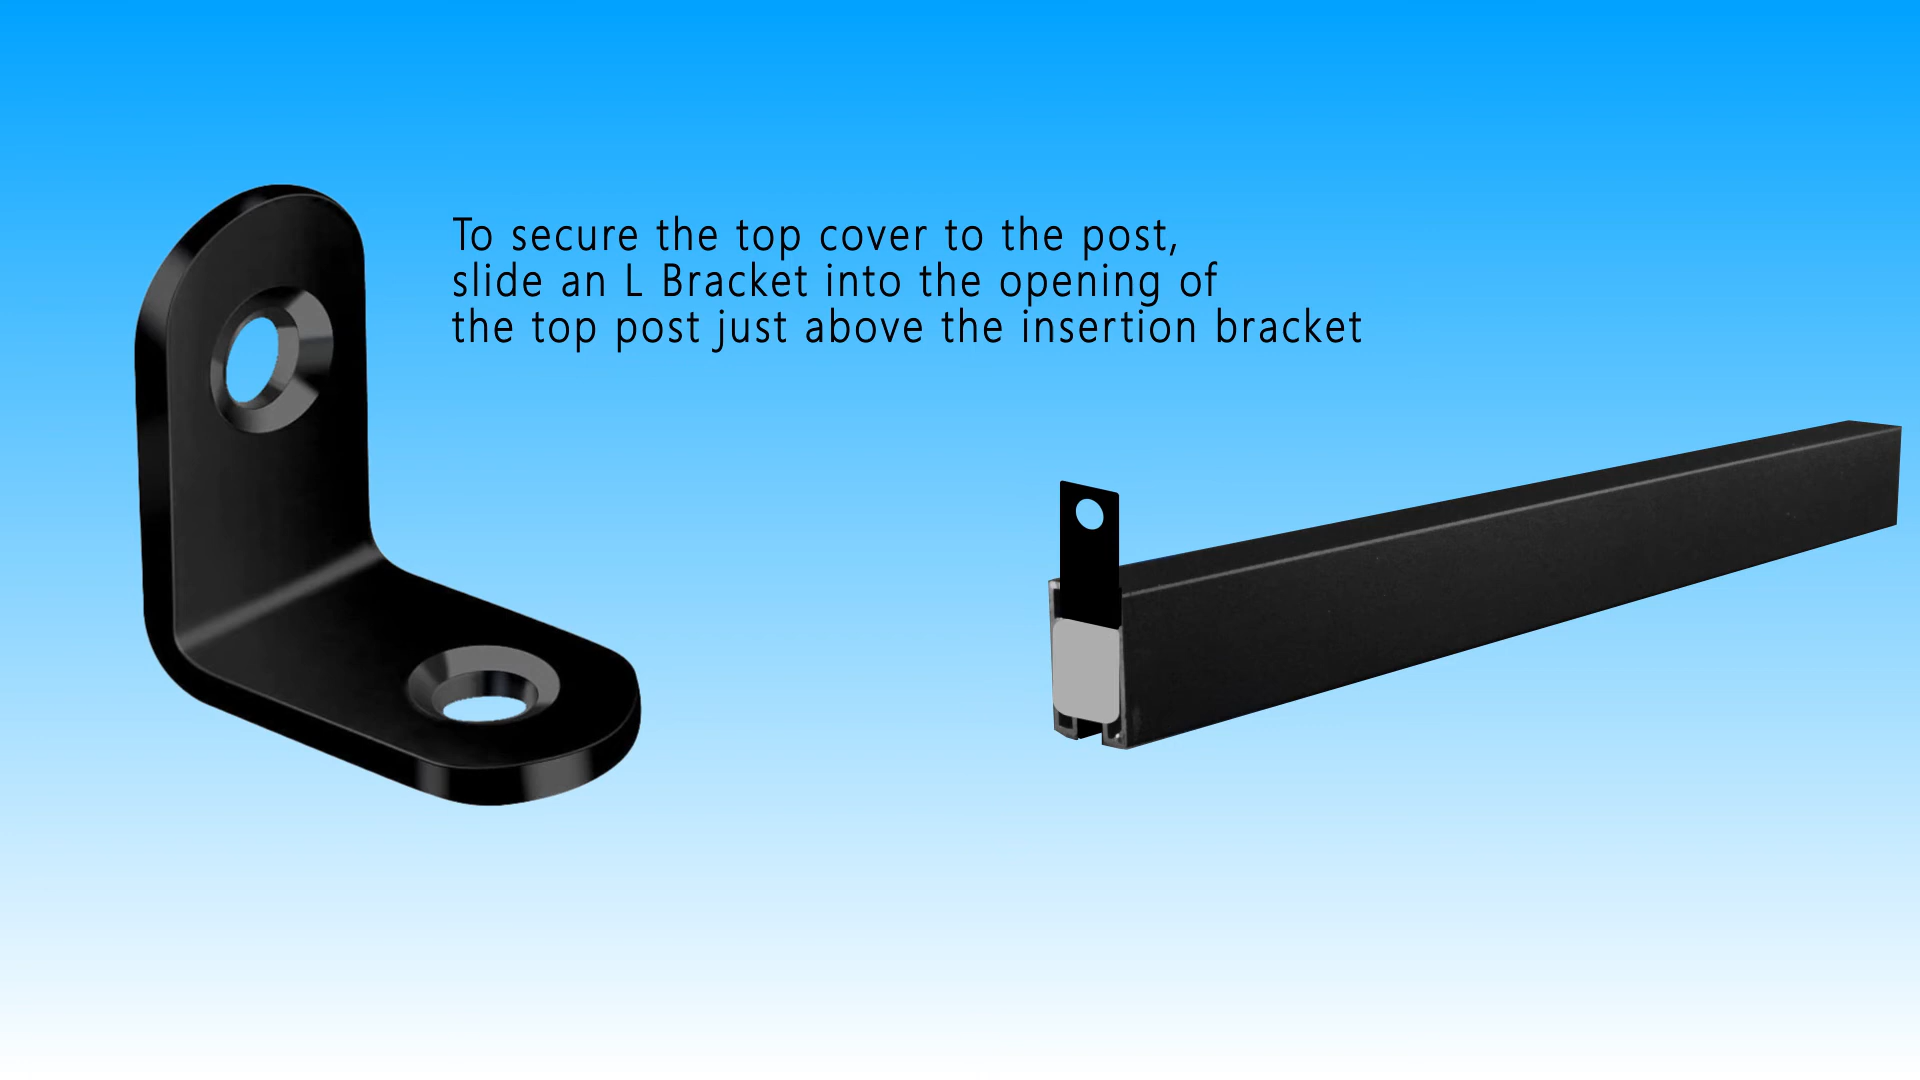 To secure the top cover to the post,
slide an L Bracket into the opening of
the top post just above the insertion bracket